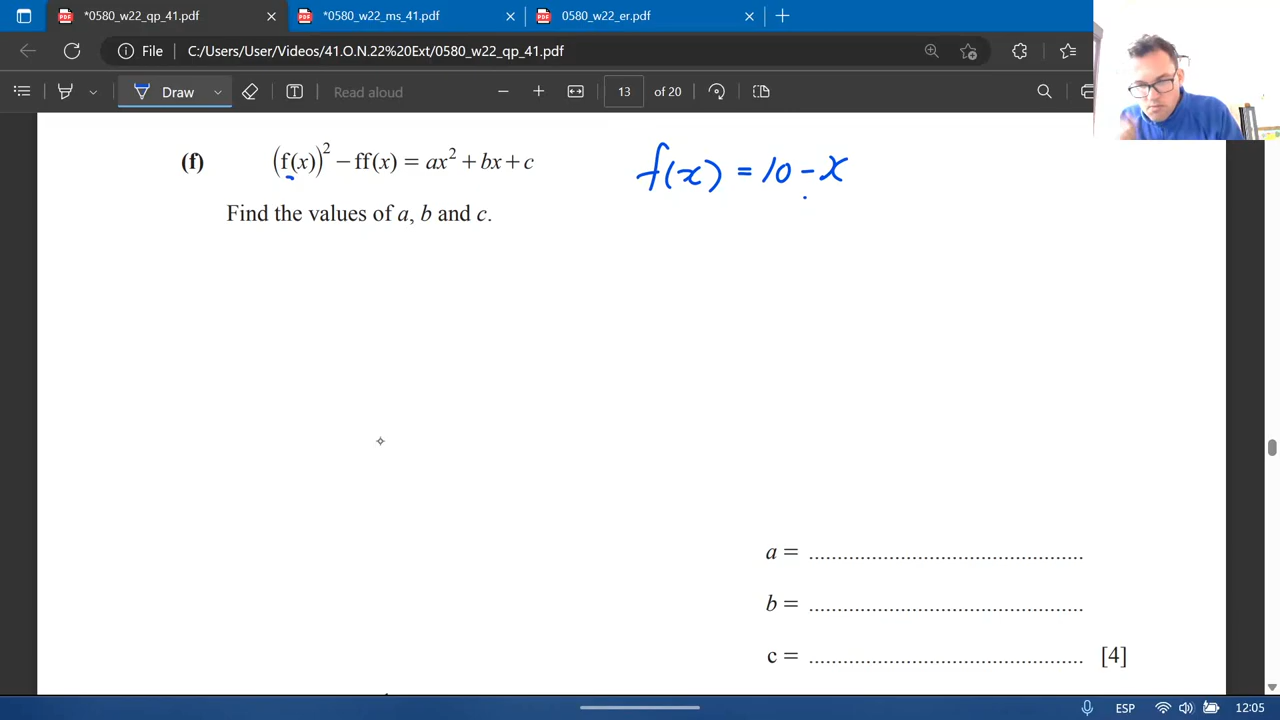 *0580_w22_qp_41.pdf
*0580_w22_ms_41.pdf
0580_w22_er.pdf
File
C:/Users/User/Videos/41.O.N.22%20Ext/0580_w22_qp_41.pdf
Draw
Read aloud
13
of 20
(f) (f(x))² − ff(x) = ax² + bx + c
f(x) = 10 - x
Find the values of a, b and c.
a = ................................................
b = ................................................
c = ................................................ [4]
ESP
12:05